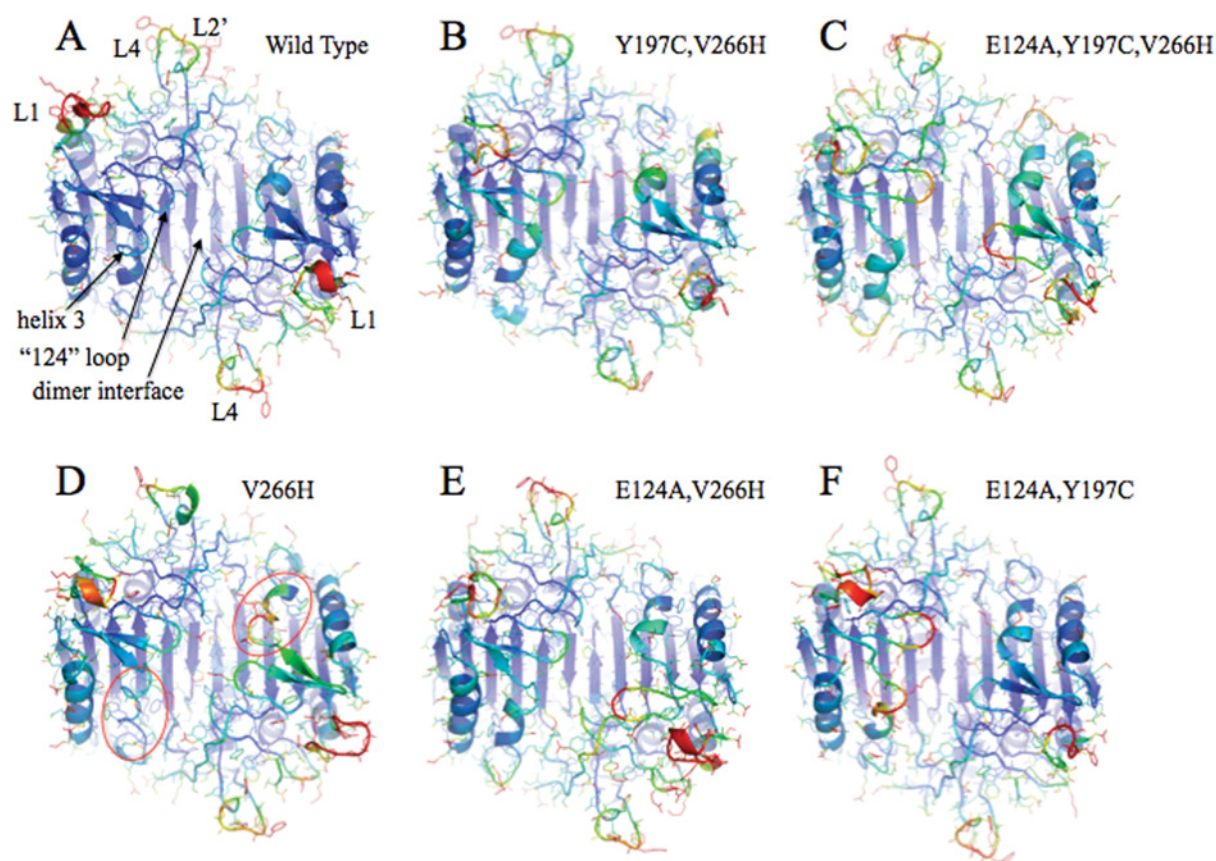 A
L4
L2’
Wild Type
L1
helix 3
“124” loop
dimer interface
L1
L4
B
Y197C,V266H
C
E124A,Y197C,V266H
D
V266H
E
E124A,V266H
F
E124A,Y197C